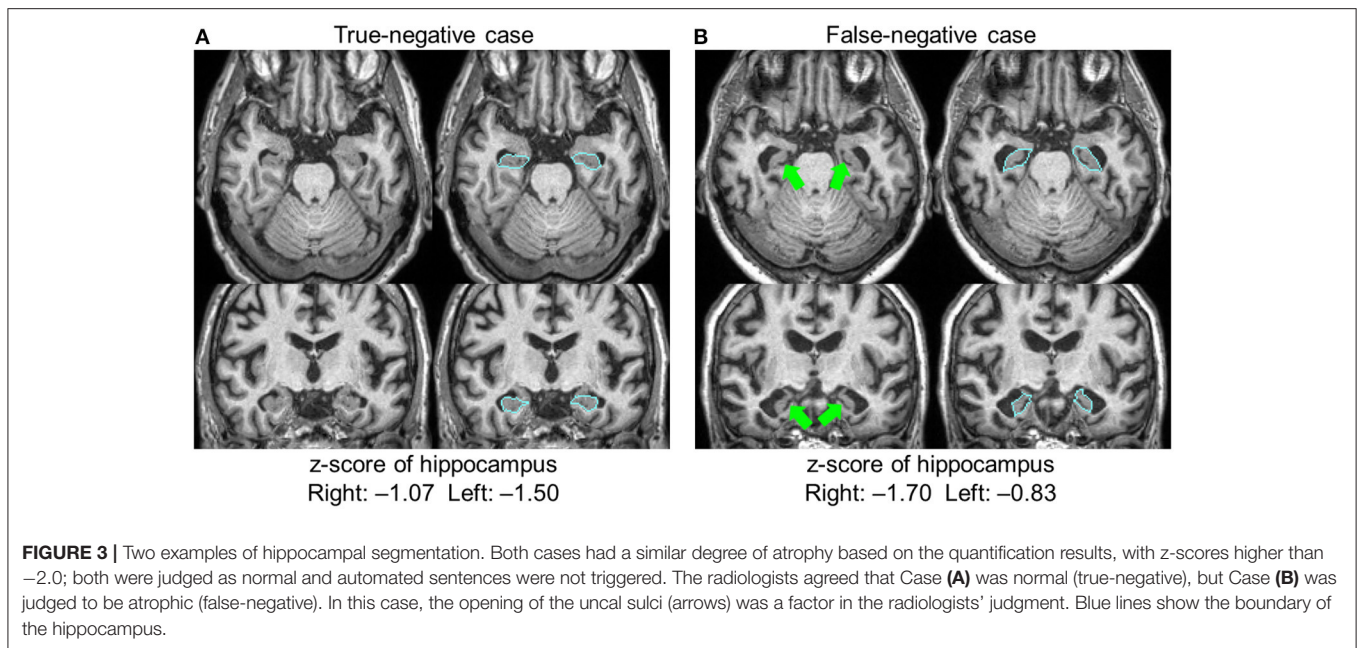 A
True-negative case
B
False-negative case
z-score of hippocampus
Right: –1.07 Left: –1.50
z-score of hippocampus
Right: –1.70 Left: –0.83
FIGURE 3 | Two examples of hippocampal segmentation. Both cases had a similar degree of atrophy based on the quantification results, with z-scores higher than
−2.0; both were judged as normal and automated sentences were not triggered. The radiologists agreed that Case (A) was normal (true-negative), but Case (B) was
judged to be atrophic (false-negative). In this case, the opening of the uncal sulci (arrows) was a factor in the radiologists’ judgment. Blue lines show the boundary of
the hippocampus.